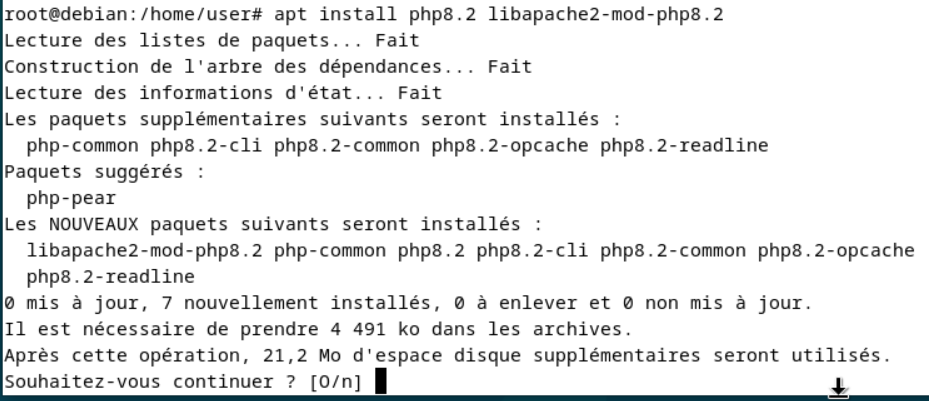 root@debian:/home/user# apt install php8.2 libapache2-mod-php8.2
Lecture des listes de paquets... Fait
Construction de l'arbre des dépendances... Fait
Lecture des informations d'état... Fait
Les paquets supplémentaires suivants seront installés :
  php-common php8.2-cli php8.2-common php8.2-opcache php8.2-readline
Paquets suggérés :
  php-pear
Les NOUVEAUX paquets suivants seront installés :
  libapache2-mod-php8.2 php-common php8.2 php8.2-cli php8.2-common php8.2-opcache
  php8.2-readline
0 mis à jour, 7 nouvellement installés, 0 à enlever et 0 non mis à jour.
Il est nécessaire de prendre 4 491 ko dans les archives.
Après cette opération, 21,2 Mo d'espace disque supplémentaires seront utilisés.
Souhaitez-vous continuer ? [O/n]